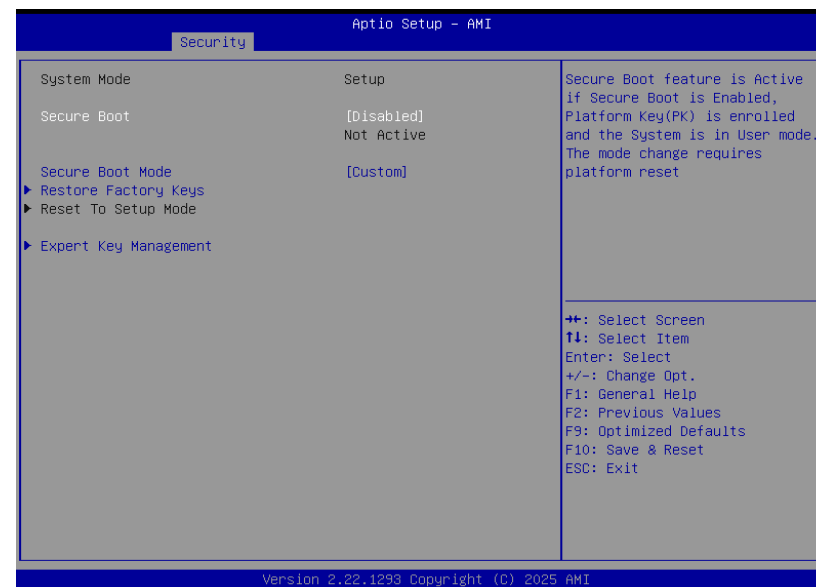 Aptio Setup – AMI
Security
System Mode Setup
Secure Boot [Disabled]
Not Active
Secure Boot Mode [Custom]
▶ Restore Factory Keys
▶ Reset To Setup Mode
▶ Expert Key Management
Secure Boot feature is Active
if Secure Boot is Enabled,
Platform Key(PK) is enrolled
and the System is in User mode.
The mode change requires
platform reset
→←: Select Screen
↑↓: Select Item
Enter: Select
+/-: Change Opt.
F1: General Help
F2: Previous Values
F9: Optimized Defaults
F10: Save & Reset
ESC: Exit
Version 2.22.1293 Copyright (C) 2025 AMI